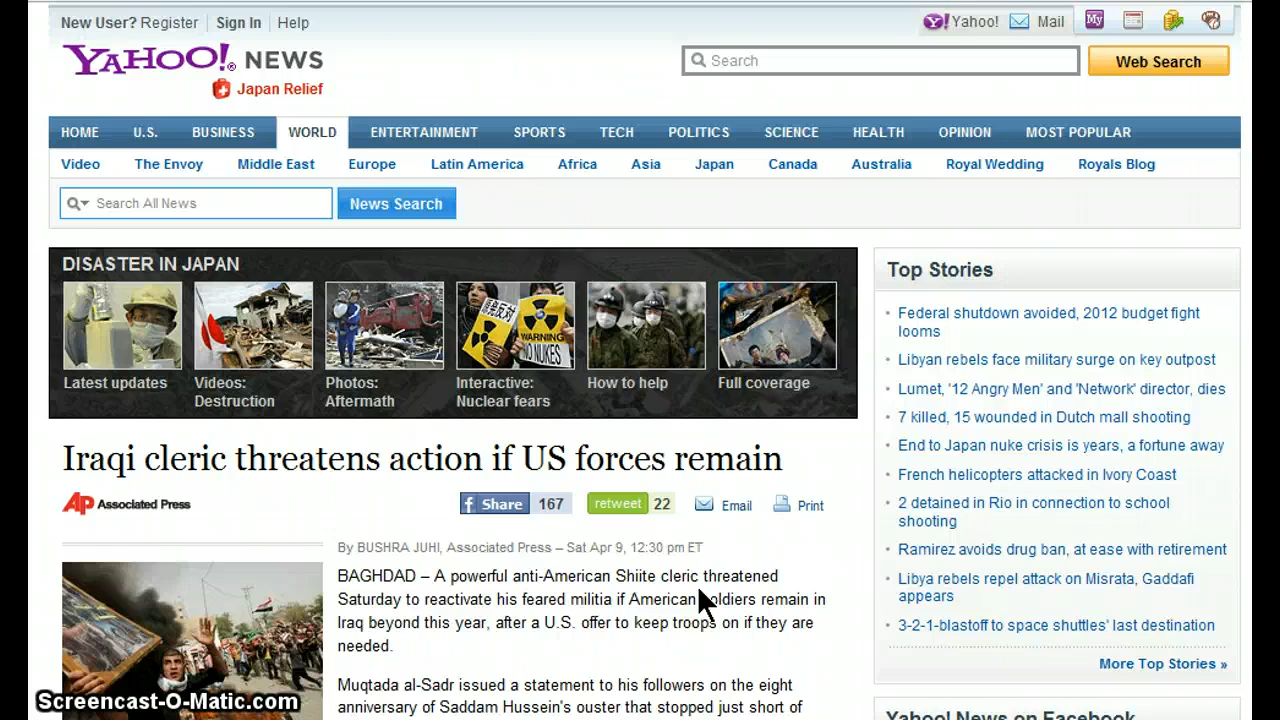 New User? Register Sign In Help
Yahoo! Mail My
YAHOO! NEWS
Japan Relief
Search
Web Search
HOME U.S. BUSINESS WORLD ENTERTAINMENT SPORTS TECH POLITICS SCIENCE HEALTH OPINION MOST POPULAR
Video The Envoy Middle East Europe Latin America Africa Asia Japan Canada Australia Royal Wedding Royals Blog
Search All News News Search
DISASTER IN JAPAN
WARNING
NO NUKES
Latest updates
Videos:
Destruction
Photos:
Aftermath
Interactive:
Nuclear fears
How to help
Full coverage
Iraqi cleric threatens action if US forces remain
AP Associated Press
Share 167 retweet 22 Email Print
By BUSHRA JUHI, Associated Press – Sat Apr 9, 12:30 pm ET
BAGHDAD – A powerful anti-American Shiite cleric threatened
Saturday to reactivate his feared militia if American soldiers remain in
Iraq beyond this year, after a U.S. offer to keep troops on if they are
needed.
Muqtada al-Sadr issued a statement to his followers on the eight
anniversary of Saddam Hussein's ouster that stopped just short of
Top Stories
Federal shutdown avoided, 2012 budget fight
looms
Libyan rebels face military surge on key outpost
Lumet, '12 Angry Men' and 'Network' director, dies
7 killed, 15 wounded in Dutch mall shooting
End to Japan nuke crisis is years, a fortune away
French helicopters attacked in Ivory Coast
2 detained in Rio in connection to school
shooting
Ramirez avoids drug ban, at ease with retirement
Libya rebels repel attack on Misrata, Gaddafi
appears
3-2-1-blastoff to space shuttles' last destination
More Top Stories »
Yahoo! News on Facebook
Screencast-O-Matic.com